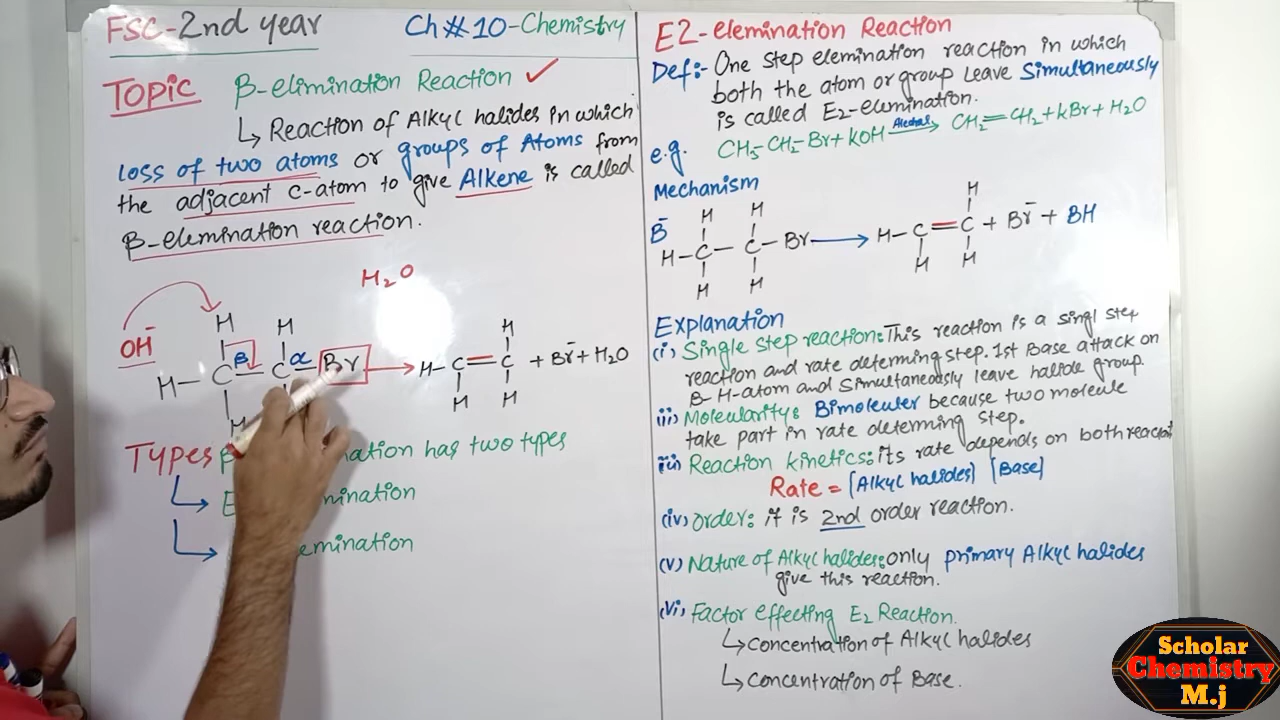 FSC-2nd year
Ch#10-Chemistry
Topic β-elimination Reaction ✓
↳ Reaction of Alkyl halides in which
loss of two atoms or groups of Atoms from
the adjacent c-atom to give Alkene is called
β-elemination reaction.
H₂O
H H H
OH⁻ β α
H-C-C-Br → H-C=C-H + Br⁻ + H₂O
H H H
Types has two types
E2-Elemination Reaction
Def:- One step elemination reaction in which
both the atom or group leave Simultaneously
is called E2-elemination.
e.g. CH₃-CH₂-Br + KOH Alcohal→ CH₂=CH₂ + KBr + H₂O
Mechanism
H H H
B⁻
H-C-C-Br → H-C=C + Br⁻ + BH
H H H H
Explanation
(i) Single step reaction: This reaction is a singl step
reaction and rate determing step. 1st Base attack on
β-H-atom and simultaneously leave halide group
(ii) Molecularity: Bimoleuler because two molecule
take part in rate determing step.
(iii) Reaction kinetics: its rate depends on both reactant
Rate = [Alkyl halides] [Base]
(iv) Order: it is 2nd order reaction.
(v) Nature of Alkyl halides: only primary Alkyl halides
give this reaction.
(vi) Factor effecting E₂ Reaction.
↳ concentration of Alkyl halides
↳ concentration of Base.
Scholar
Chemistry
M.j